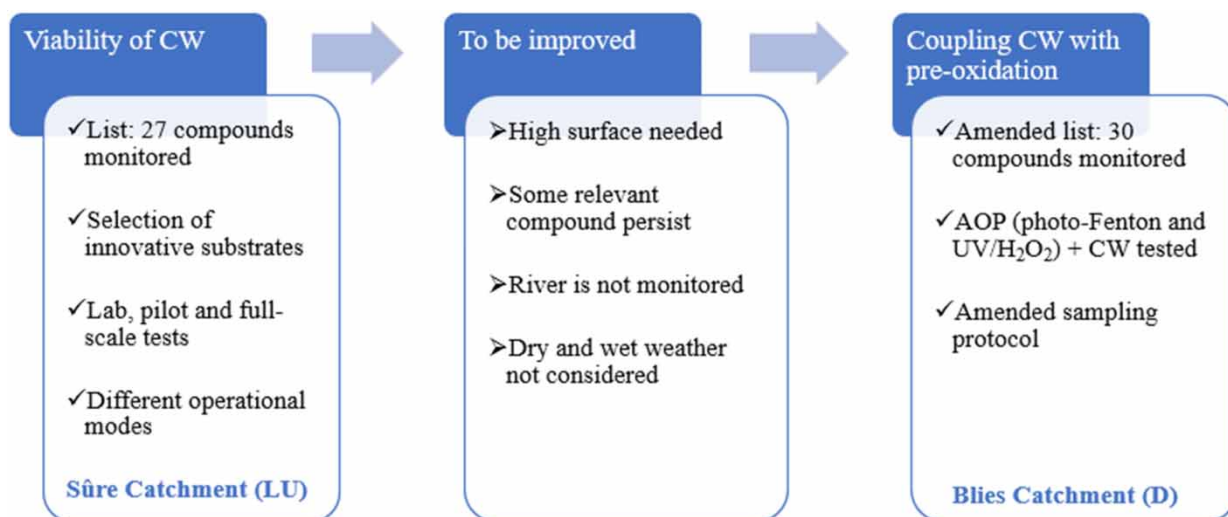 Viability of CW
✓List: 27 compounds
monitored
✓Selection of
innovative substrates
✓Lab, pilot and full-
scale tests
✓Different operational
modes
Sûre Catchment (LU)
To be improved
➢High surface needed
➢Some relevant
compound persist
➢River is not monitored
➢Dry and wet weather
not considered
Coupling CW with
pre-oxidation
✓Amended list: 30
compounds monitored
✓AOP (photo-Fenton and
UV/H₂O₂) + CW tested
✓Amended sampling
protocol
Blies Catchment (D)